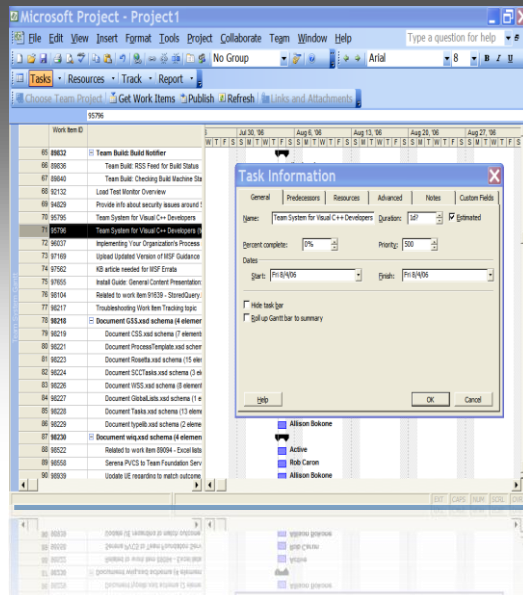 Microsoft Project - Project1
File Edit View Insert Format Tools Project Collaborate Team Window Help Type a question for help
No Group Arial 8 B I U
Tasks Resources Track Report
Choose Team Project Get Work Items Publish Refresh Links and Attachments
95796
Work Item ID Jul 30, '06 Aug 6, '06 Aug 13, '06 Aug 20, '06 Aug 27, '06
W T F S S M T W T F S S M T W T F S S M T W T F S S M T W T F S S M T W T F S
65 89832 Team Build: Build Notifier
66 89836 Team Build: RSS Feed for Build Status
67 89840 Team Build: Checking Build Machine Sta
68 92132 Load Test Monitor Overview
69 94829 Provide info about security issues around
70 95795 Team System for Visual C++ Developers
71 95796 Team System for Visual C++ Developers
72 96037 Implementing Your Organization's Process
73 97169 Upload Updated Version of MSF Guidance
74 97562 KB article needed for MSF Errata
75 97655 Install Guide: General Content Presentation
76 98104 Related to work item 91639 - StoredQuery
77 98217 Troubleshooting Work Item Tracking topic
78 98218 Document GSS.xsd schema (4 elemer
79 98219 Document CSS.xsd schema (7 element
80 98221 Document ProcessTemplate.xsd schem
81 98223 Document Rosetta.xsd schema (15 eler
82 98224 Document SCCTasks.xsd schema (3 el
83 98226 Document WSS.xsd schema (8 element
84 98227 Document GlobalLists.xsd schema (1 e
85 98228 Document Tasks.xsd schema (13 elem
86 98229 Document typelib.xsd schema (2 eleme Allison Bokone
87 98230 Document wiq.xsd schema (4 elemen
88 98522 Related to work item 89094 - Excel lists Active
89 98558 Serena PVCS to Team Foundation Serv Rob Caron
90 98939 Update UE regarding to match outcome Allison Bokone
Task Information
General Predecessors Resources Advanced Notes Custom Fields
Name: Team System for Visual C++ Developers Duration: 1d? Estimated
Percent complete: 0% Priority: 500
Dates
Start: Fri 8/4/06 Finish: Fri 8/4/06
Hide task bar
Roll up Gantt bar to summary
Help OK Cancel
EXT CAPS NUM SCRL OVR